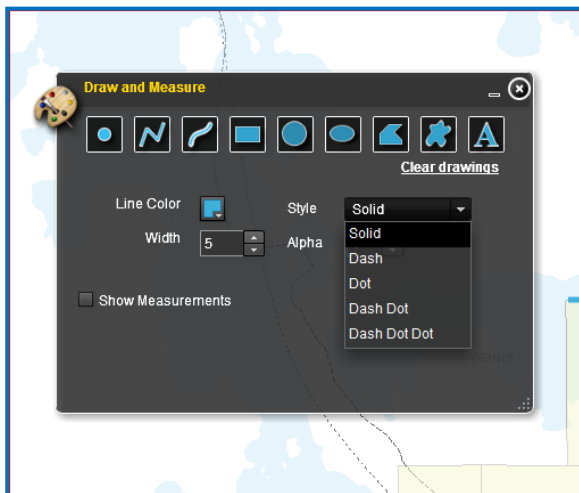 Draw and Measure
A
Clear drawings
Line Color
Style
Solid
Width
5
Alpha
Solid
Dash
Dot
Dash Dot
Dash Dot Dot
Show Measurements